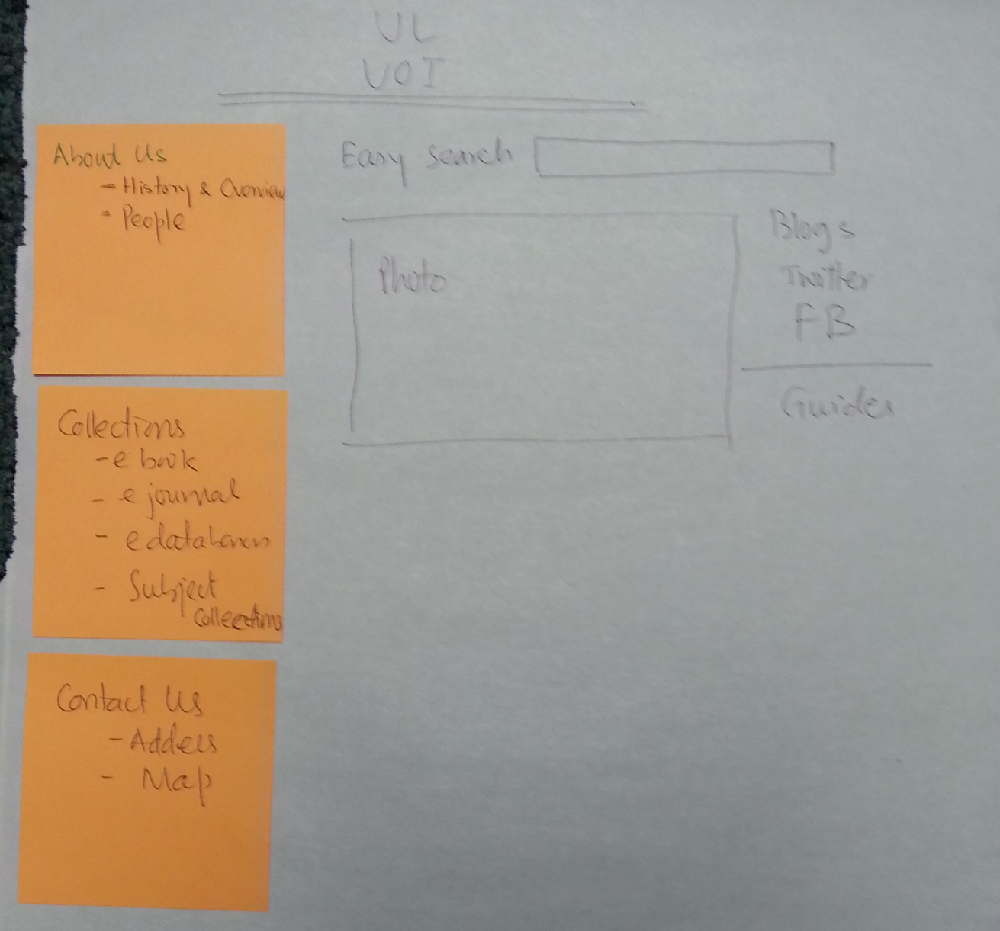 UL
UOI
About Us
- History & Overview
- People
Collections
- e book
- e journal
- e databases
- Subject
Collections
Contact Us
- Addess
- Map
Easy Search
Photo
Blogs
Twitter
FB
Guides